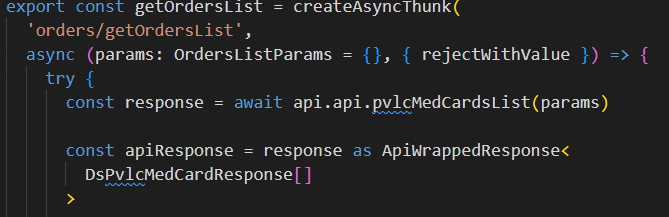 export const getOrdersList = createAsyncThunk(
'orders/getOrdersList',
async (params: OrdersListParams = {}, { rejectWithValue }) => {
try {
const response = await api.api.pvlcMedCardsList(params)
const apiResponse = response as ApiWrappedResponse<
DsPvlcMedCardResponse[]
>